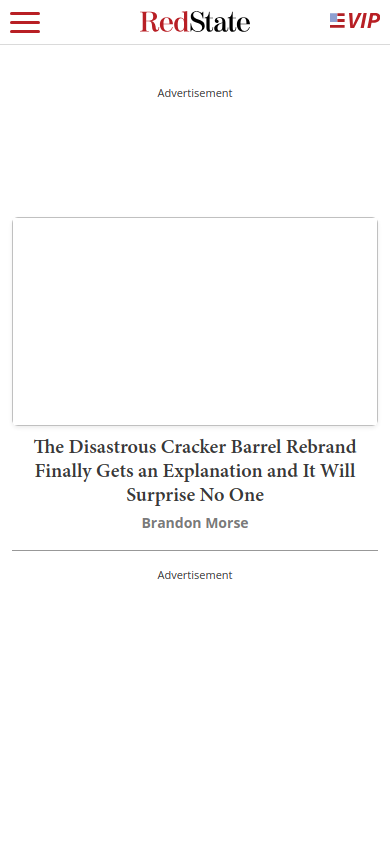 RedState
VIP
Advertisement
The Disastrous Cracker Barrel Rebrand
Finally Gets an Explanation and It Will
Surprise No One
Brandon Morse
Advertisement